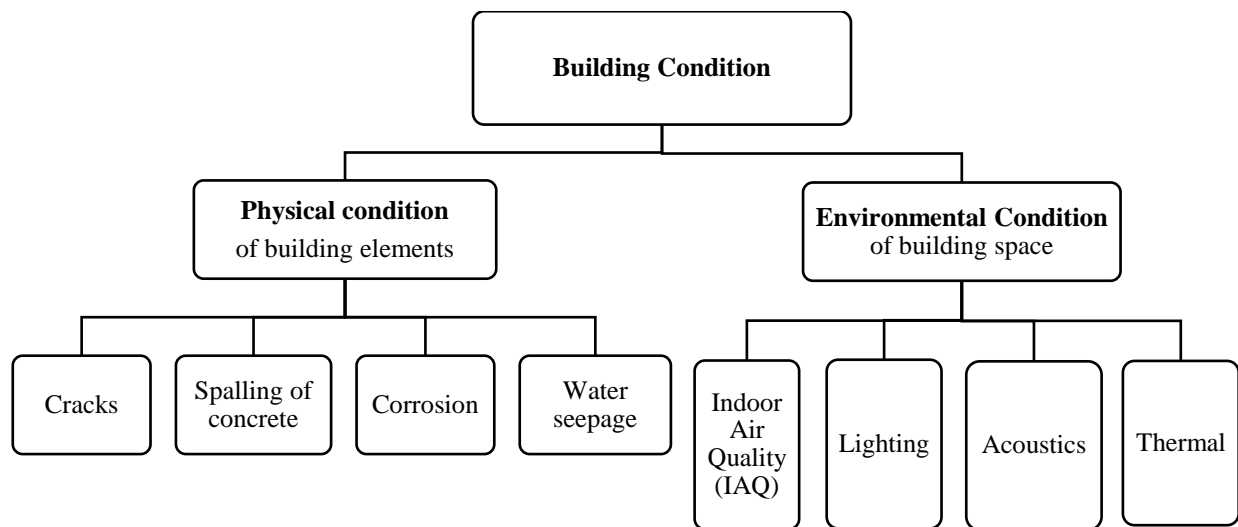 Building Condition
Physical condition
of building elements
Environmental Condition
of building space
Cracks
Spalling of
concrete
Corrosion
Water
seepage
Indoor
Air
Quality
(IAQ)
Lighting
Acoustics
Thermal